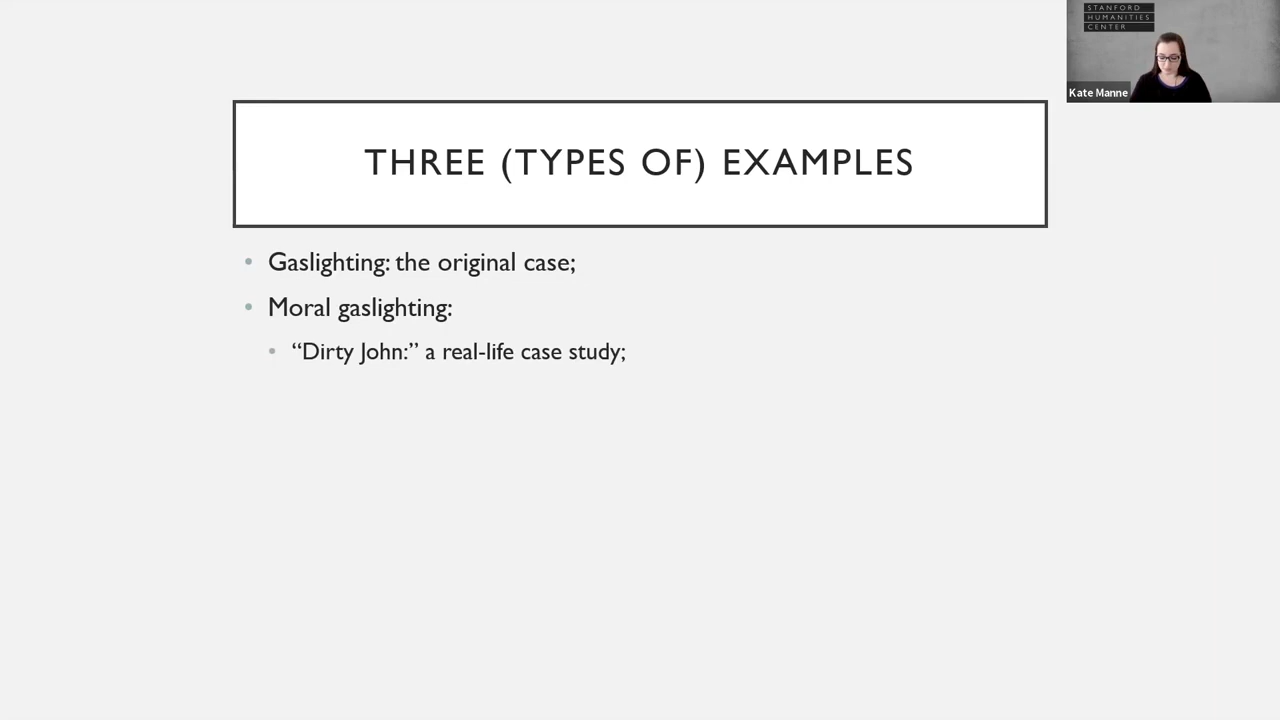 STANFORD
HUMANITIES
CENTER
Kate Manne
THREE (TYPES OF) EXAMPLES
• Gaslighting: the original case;
• Moral gaslighting:
• “Dirty John:” a real-life case study;